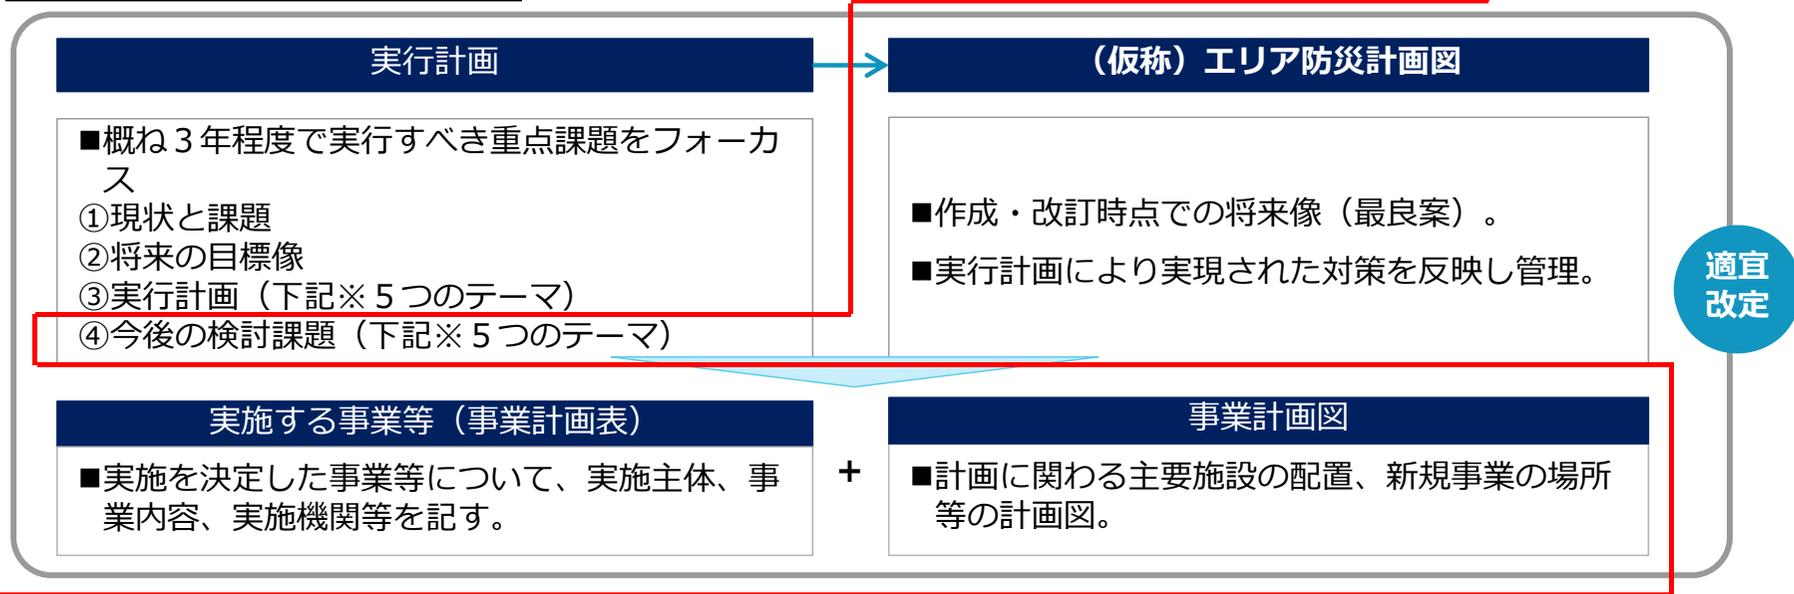 実行計画
（仮称）エリア防災計画図
■概ね３年程度で実行すべき重点課題をフォーカ
ス
①現状と課題
②将来の目標像
③実行計画（下記※５つのテーマ）
④今後の検討課題（下記※５つのテーマ）
■作成・改訂時点での将来像（最良案）。
■実行計画により実現された対策を反映し管理。
適宜
改定
実施する事業等（事業計画表）
■実施を決定した事業等について、実施主体、事
業内容、実施機関等を記す。
+
事業計画図
■計画に関わる主要施設の配置、新規事業の場所
等の計画図。